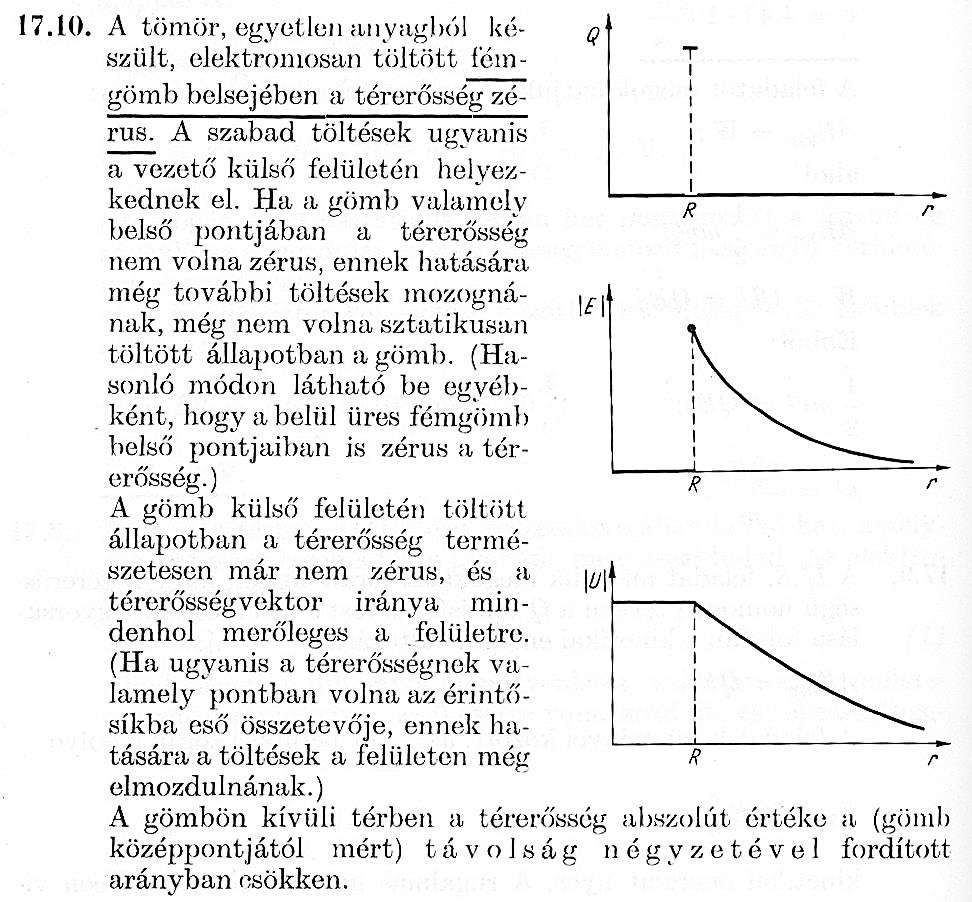 17.10. A tömör, egyetlen anyagból ké-
szült, elektromosan töltött fém-
gömb belsejében a térerősség zé-
rus. A szabad töltések ugyanis
a vezető külső felületén helyez-
kednek el. Ha a gömb valamely
belső pontjában a térerősség
nem volna zérus, ennek hatására
még további töltések mozogná-
nak, még nem volna sztatikusan
töltött állapotban a gömb. (Ha-
sonló módon látható be egyéb-
ként, hogy a belül üres fémgömb
belső pontjaiban is zérus a tér-
erősség.)
A gömb külső felületén töltött
állapotban a térerősség termé-
szetesen már nem zérus, és a
térerősségvektor iránya min-
denhol merőleges a felületre.
(Ha ugyanis a térerősségnek va-
lamely pontban volna az érintő-
síkba eső összetevője, ennek ha-
tására a töltések a felületen még
elmozdulnának.)
Q
R
r
|E|
R
r
|U|
R
r
A gömbön kívüli térben a térerősség abszolút értéke a (gömb
középpontjától mért) távolság négyzetével fordított
arányban csökken.